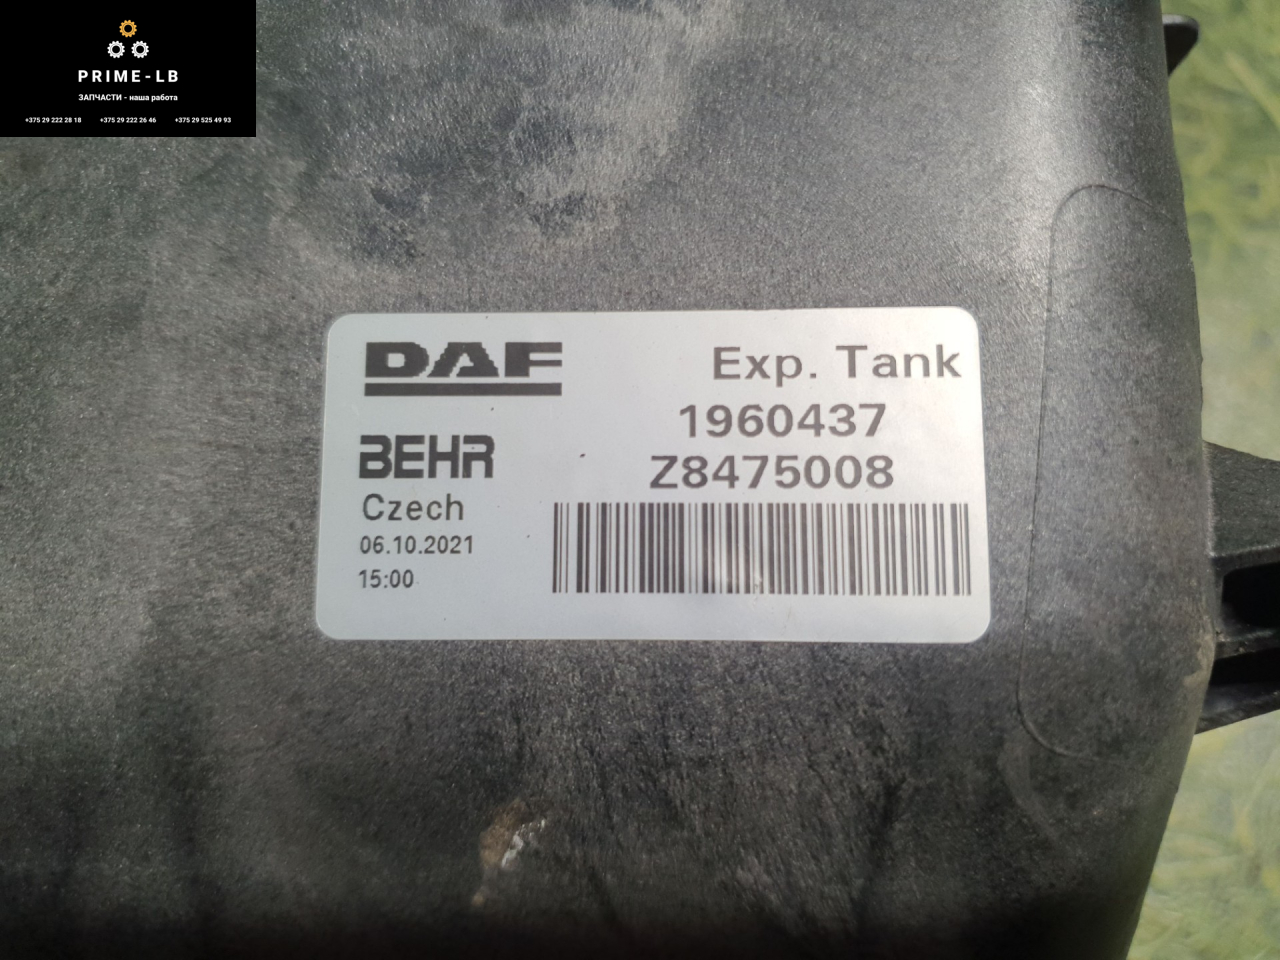 PRIME-LB
ЗАПЧАСТИ - наша работа
+375 29 222 28 18 +375 29 222 26 46 +375 29 525 49 93
DAF Exp. Tank
1960437
BEHR Z8475008
Czech
06.10.2021
15:00